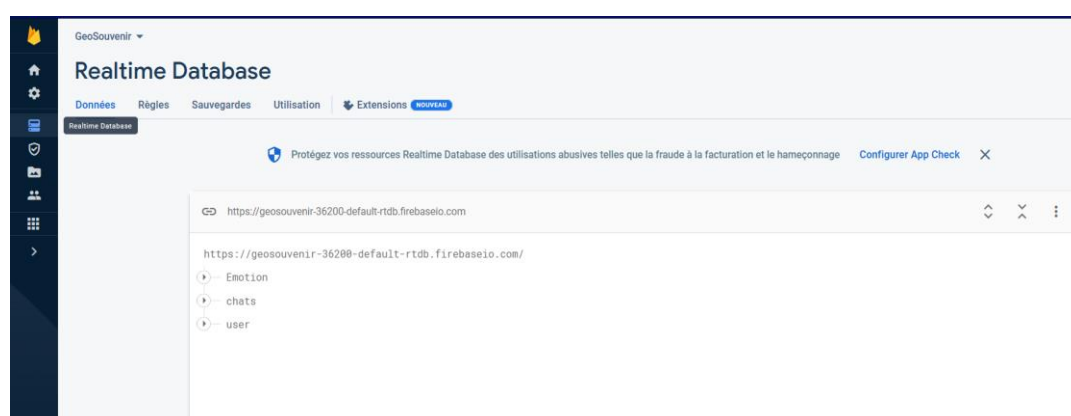 GeoSouvenir
Realtime Database
Données Règles Sauvegardes Utilisation Extensions NOUVEAU
Realtime Database
Protégez vos ressources Realtime Database des utilisations abusives telles que la fraude à la facturation et le hameçonnage Configurer App Check
https://geosouvenir-36200-default-rtdb.firebaseio.com
https://geosouvenir-36200-default-rtdb.firebaseio.com/
Emotion
chats
user